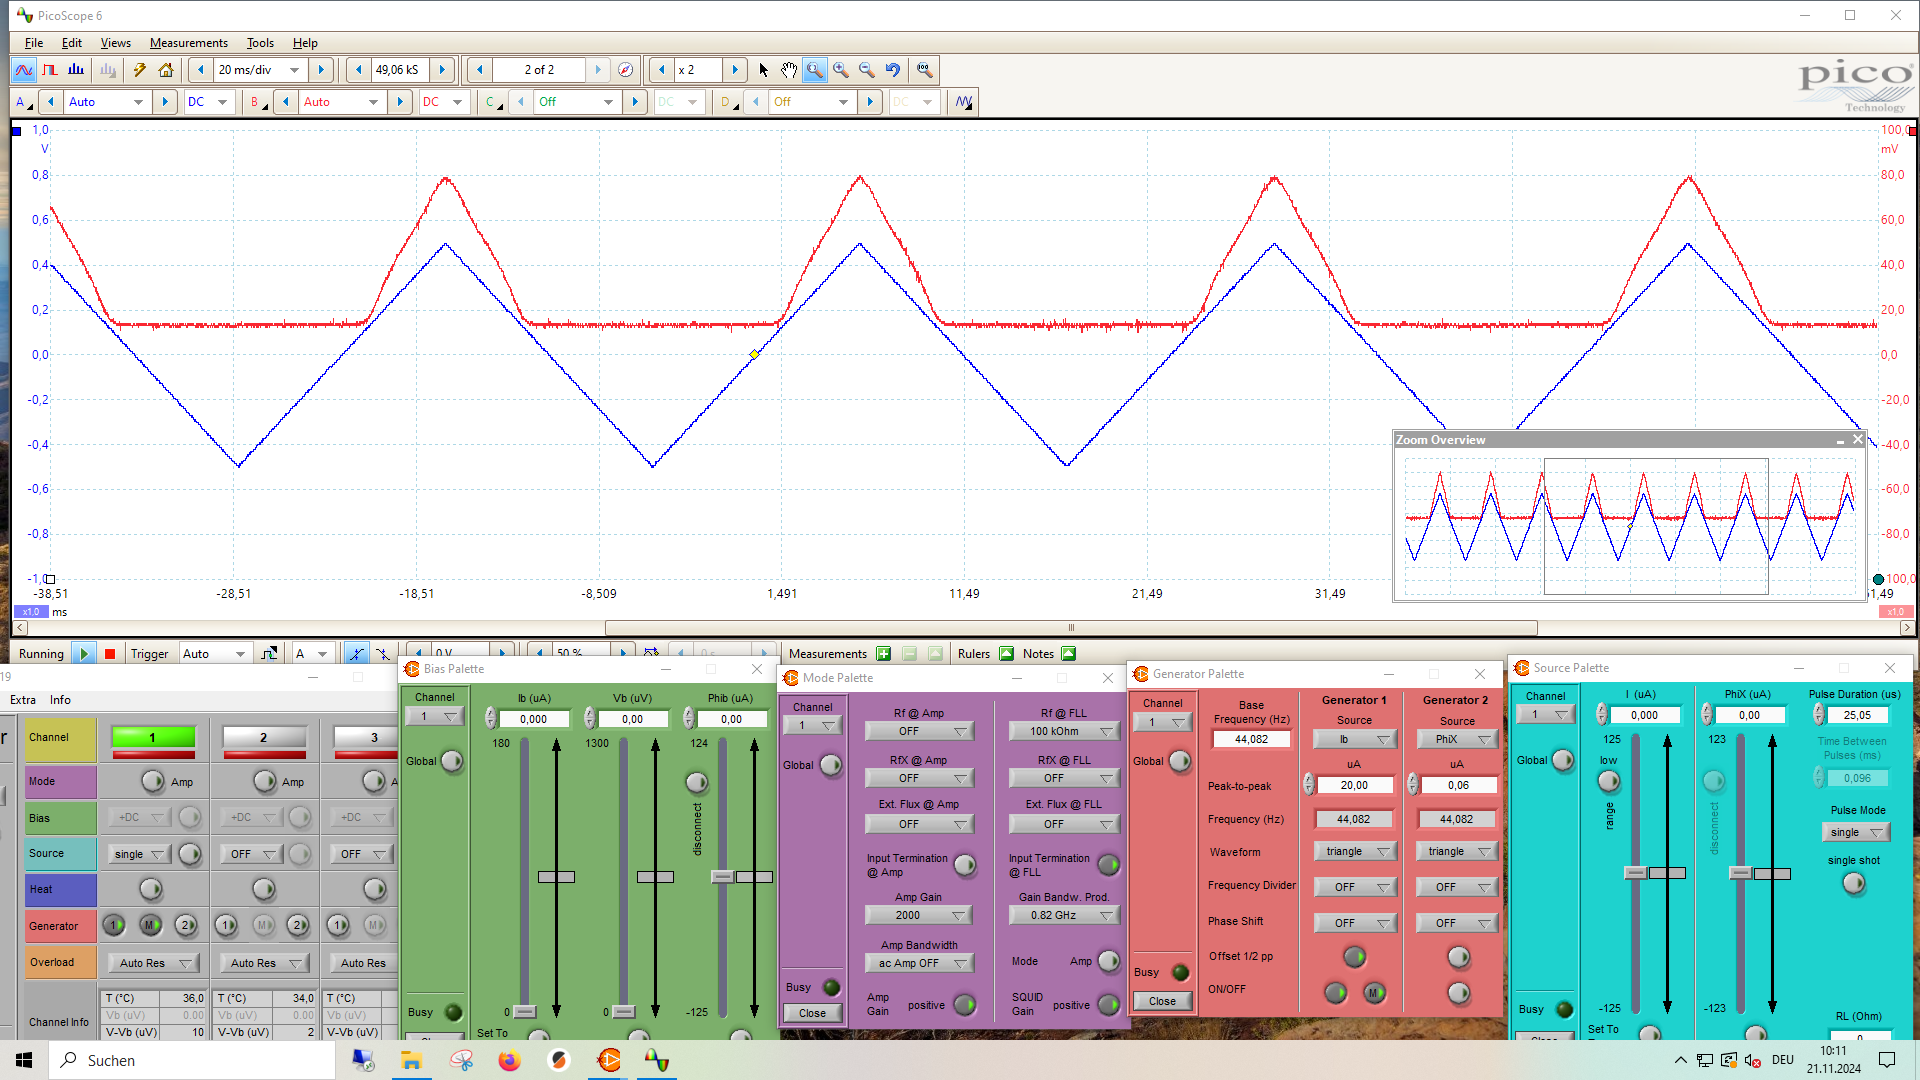 PicoScope 6
File Edit Views Measurements Tools Help
20 ms/div 49,06 kS 2 of 2 x 2
pico
Technology
A Auto DC B Auto DC C Off DC D Off DC
1,0 100,0
V mV
0,8 80,0
0,6 60,0
0,4 40,0
0,2 20,0
0,0 0,0
-0,2 -20,0
-0,4 -40,0
Zoom Overview
-0,6 -60,0
-0,8 -80,0
-1,0 100,0
-38,51 -28,51 -18,51 -8,509 1,491 11,49 21,49 31,49 1,49
x1,0 ms x1,0
Running Trigger Auto A 0 V 50 % 0 s Measurements Rulers Notes
19
Extra Info
Channel 1 2 3
Mode Amp Amp
Bias +DC +DC +DC
Source single OFF OFF
Heat
Generator 1 M 2 1 M 2 1 M
Overload Auto Res Auto Res Auto Res
Channel Info
T (°C) 36,0 T (°C) 34,0 T (°C)
Vb (uV) 0.00 Vb (uV) 0.00 Vb (uV)
V-Vb (uV) 10 V-Vb (uV) 2 V-Vb (uV)
Bias Palette
Channel
1
Global
Ib (uA) Vb (uV) Phib (uA)
0,000 0,00 0,00
180 1300 124
disconnect
0 0 -125
Busy
Set To
Mode Palette
Channel
1
Global
Rf @ Amp
OFF
RfX @ Amp
OFF
Ext. Flux @ Amp
OFF
Input Termination
@ Amp
Amp Gain
2000
Amp Bandwidth
ac Amp OFF
Amp
Gain positive
Rf @ FLL
100 kOhm
RfX @ FLL
OFF
Ext. Flux @ FLL
OFF
Input Termination
@ FLL
Gain Bandw. Prod.
0.82 GHz
Mode Amp
SQUID
Gain positive
Busy
Close
Generator Palette
Channel
1
Global
Base
Frequency (Hz)
44,082
Generator 1 Generator 2
Source Source
Ib PhiX
uA uA
Peak-to-peak 20,00 0,06
Frequency (Hz) 44,082 44,082
Waveform triangle triangle
Frequency Divider OFF OFF
Phase Shift OFF OFF
Offset 1/2 pp
ON/OFF M
Busy
Close
Source Palette
Channel
1
Global
I (uA) PhiX (uA) Pulse Duration (us)
0,000 0,00 25,05
125 123
low
range
disconnect
Time Between
Pulses (ms)
0,096
Pulse Mode
single
single shot
-125 -123
Busy
Set To
RL (Ohm)
Suchen
DEU
10:11
21.11.2024